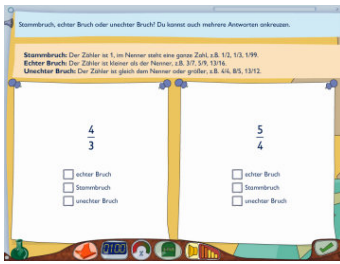 Stammbruch, echter Bruch oder unechter Bruch? Du kannst auch mehrere Antworten ankreuzen.
Stammbruch: Der Zähler ist 1, im Nenner steht eine ganze Zahl, z.B. 1/2, 1/3, 1/99.
Echter Bruch: Der Zähler ist kleiner als der Nenner, z.B. 3/7, 5/9, 13/16.
Unechter Bruch: Der Zähler ist gleich dem Nenner oder größer, z.B. 4/4, 8/5, 13/12.
4
3
echter Bruch
Stammbruch
unechter Bruch
5
4
echter Bruch
Stammbruch
unechter Bruch